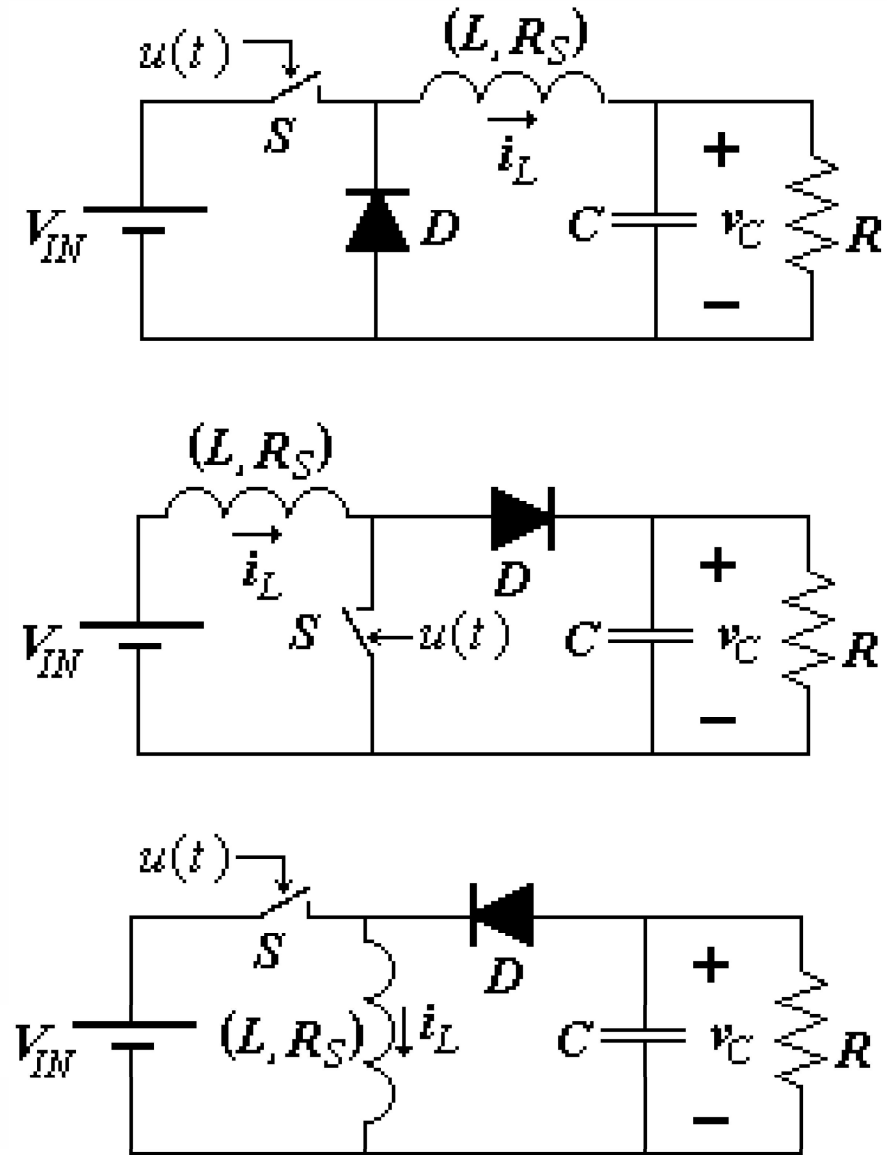 u(t)
(L, R_S)
S
i_L
V_IN
D
C
+
v_C
−
R
(L, R_S)
i_L
D
V_IN
S
u(t)
C
+
v_C
−
R
u(t)
S
D
V_IN
(L, R_S)
i_L
C
+
v_C
−
R